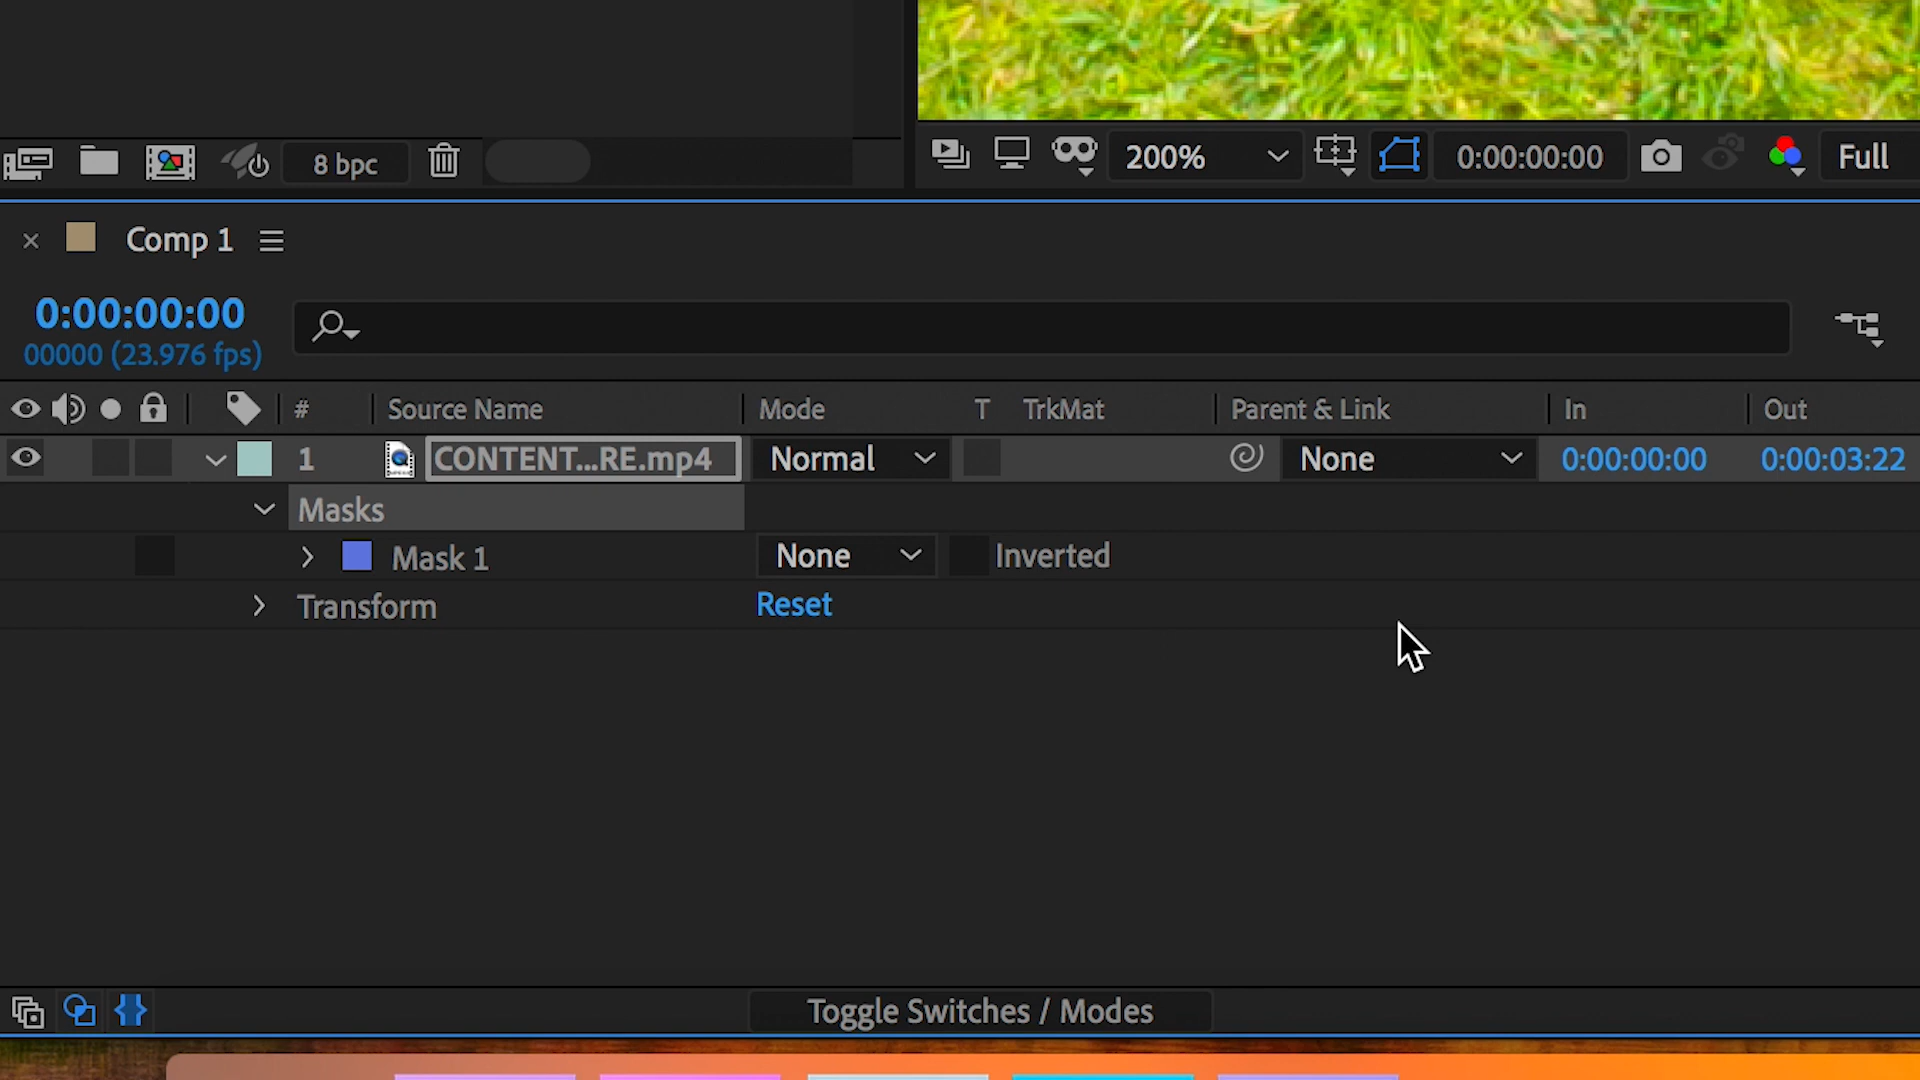 8 bpc
200%
0:00:00:00
Full
Comp 1
0:00:00:00
00000 (23.976 fps)
# Source Name Mode T TrkMat Parent & Link In Out
1 CONTENT...RE.mp4 Normal None 0:00:00:00 0:00:03:22
Masks
Mask 1 None Inverted
Transform Reset
Toggle Switches / Modes